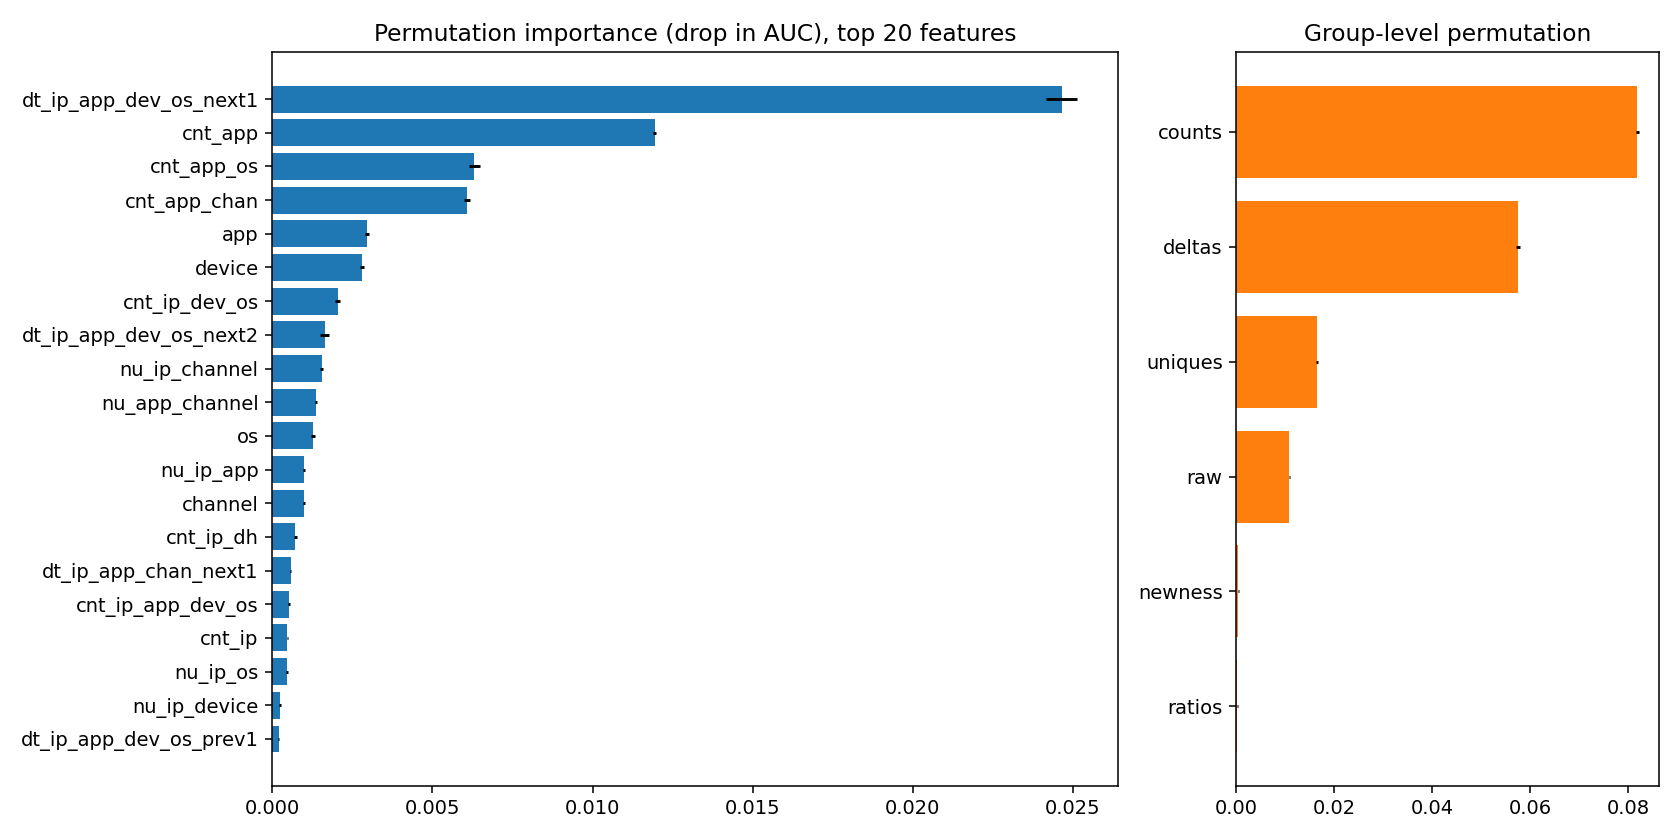 Permutation importance (drop in AUC), top 20 features
dt_ip_app_dev_os_next1
cnt_app
cnt_app_os
cnt_app_chan
app
device
cnt_ip_dev_os
dt_ip_app_dev_os_next2
nu_ip_channel
nu_app_channel
os
nu_ip_app
channel
cnt_ip_dh
dt_ip_app_chan_next1
cnt_ip_app_dev_os
cnt_ip
nu_ip_os
nu_ip_device
dt_ip_app_dev_os_prev1
0.000 0.005 0.010 0.015 0.020 0.025
Group-level permutation
counts
deltas
uniques
raw
newness
ratios
0.00 0.02 0.04 0.06 0.08